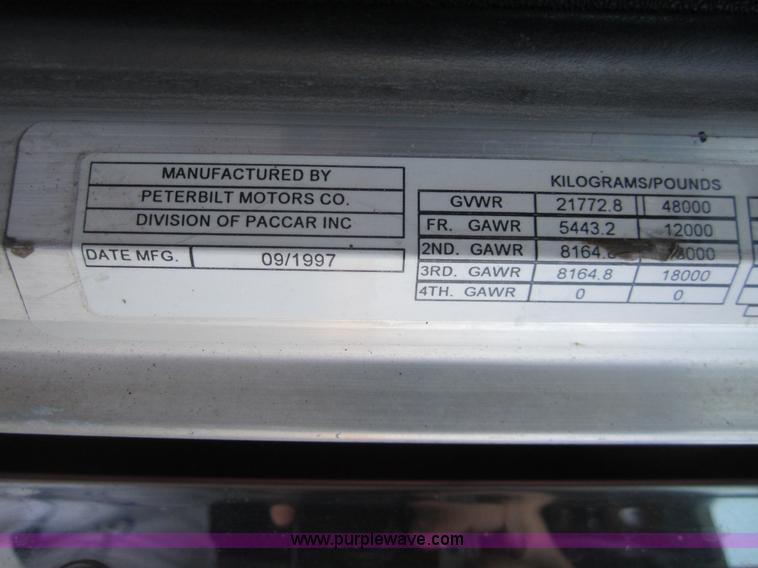 MANUFACTURED BY
PETERBILT MOTORS CO.
DIVISION OF PACCAR INC
DATE MFG. 09/1997
KILOGRAMS/POUNDS
GVWR 21772.8 48000
FR. GAWR 5443.2 12000
2ND. GAWR
3RD. GAWR 8164.8 18000
4TH. GAWR 0 0
www.purplewave.com